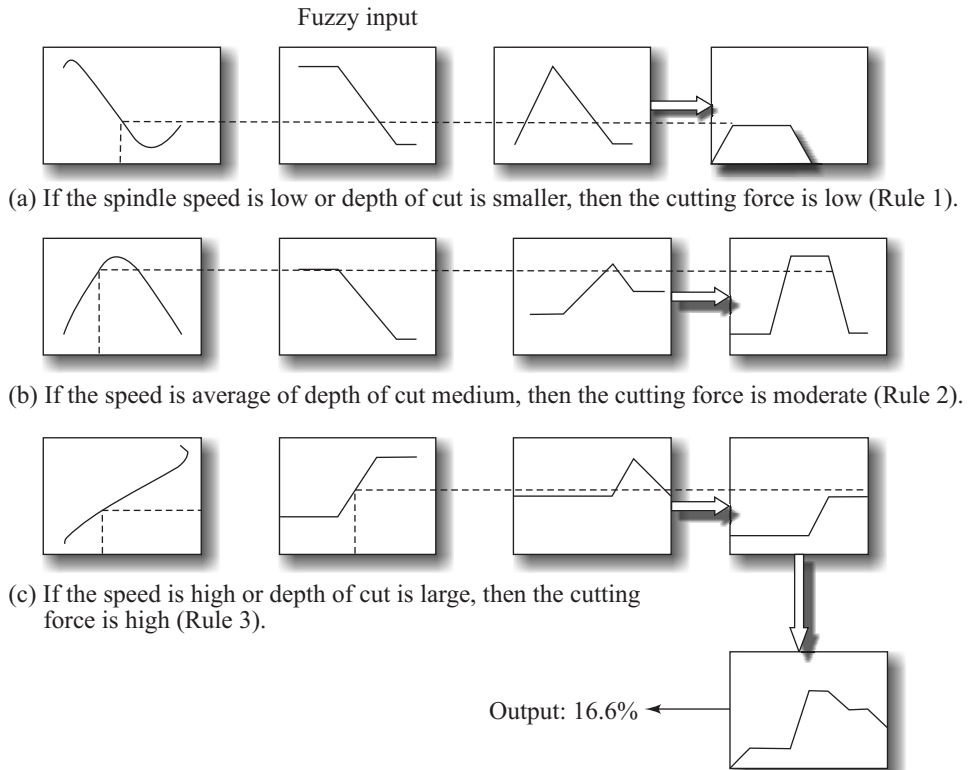 Fuzzy input
(a) If the spindle speed is low or depth of cut is smaller, then the cutting force is low (Rule 1).
(b) If the speed is average of depth of cut medium, then the cutting force is moderate (Rule 2).
(c) If the speed is high or depth of cut is large, then the cutting
force is high (Rule 3).
Output: 16.6%